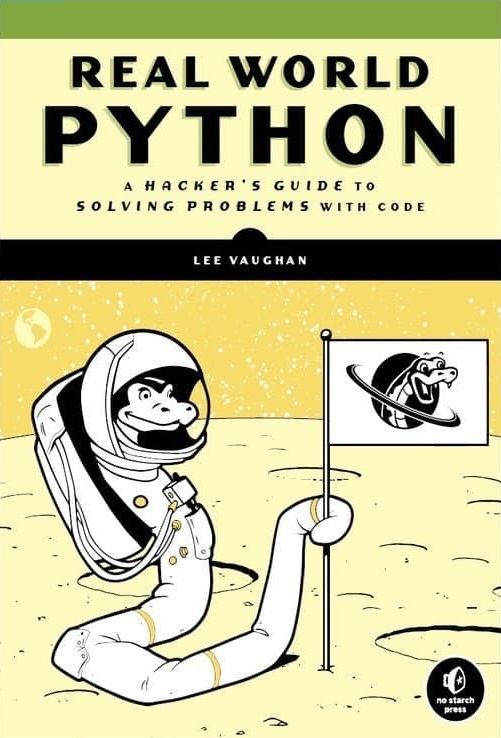 REAL WORLD
PYTHON
A HACKER'S GUIDE TO
SOLVING PROBLEMS WITH CODE
LEE VAUGHAN
no starch
press